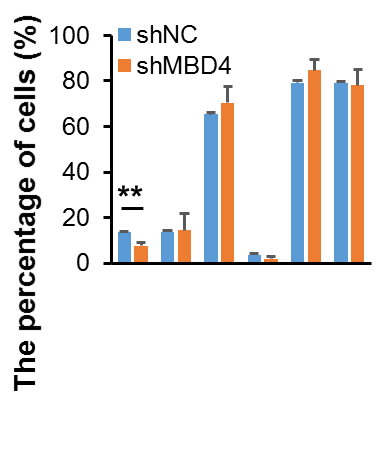 The percentage of cells (%)
100
80
60
40
20
0
shNC
shMBD4
**